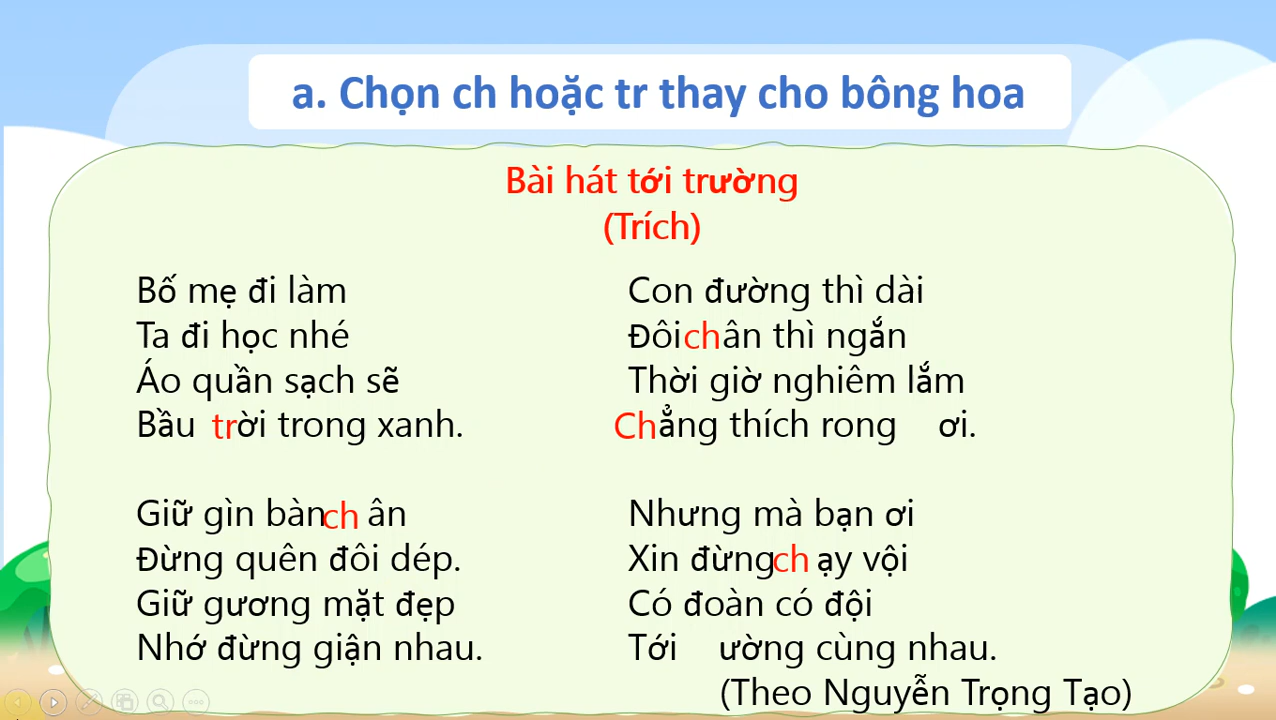 a. Chọn ch hoặc tr thay cho bông hoa
Bài hát tới trường
(Trích)
Bố mẹ đi làm
Ta đi học nhé
Áo quần sạch sẽ
Bầu trời trong xanh.
Giữ gìn bàn ch ân
Đừng quên đôi dép.
Giữ gương mặt đẹp
Nhớ đừng giận nhau.
Con đường thì dài
Đôi chân thì ngắn
Thời giờ nghiêm lắm
Chẳng thích rong ơi.
Nhưng mà bạn ơi
Xin đừng ch ạy vội
Có đoàn có đội
Tới ường cùng nhau.
(Theo Nguyễn Trọng Tạo)